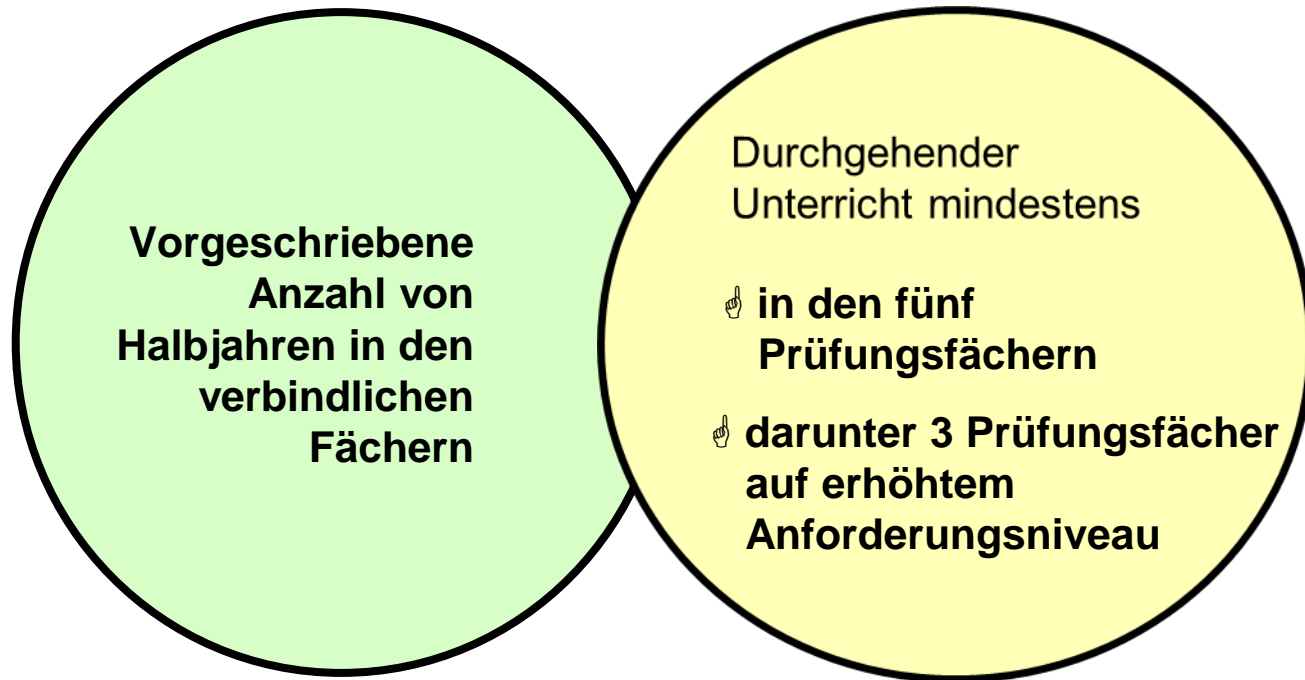 Vorgeschriebene
Anzahl von
Halbjahren in den
verbindlichen
Fächern
Durchgehender
Unterricht mindestens
☝ in den fünf
Prüfungsfächern
☝ darunter 3 Prüfungsfächer
auf erhöhtem
Anforderungsniveau